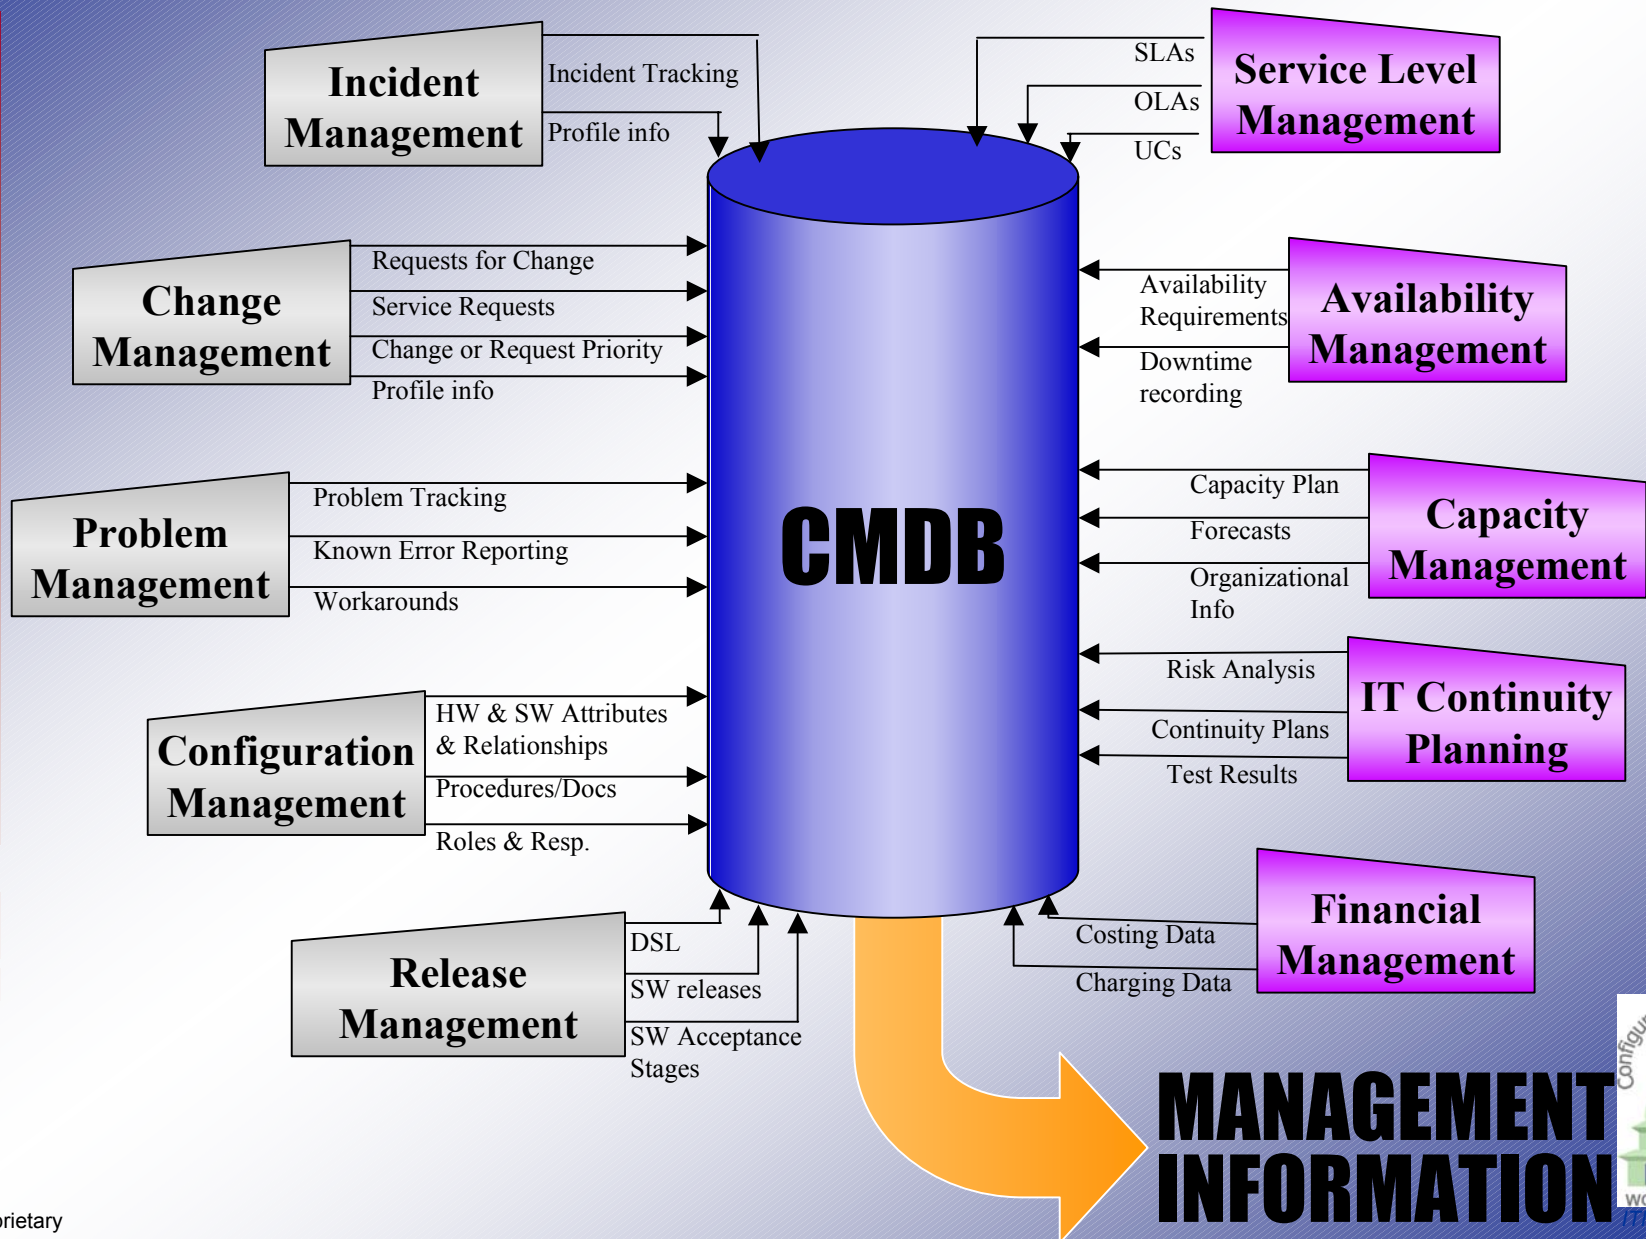 Incident
Management
Incident Tracking
Profile info
SLAs
OLAs
UCs
Service Level
Management
Change
Management
Requests for Change
Service Requests
Change or Request Priority
Profile info
Availability
Requirements
Downtime
recording
Availability
Management
Problem
Management
Problem Tracking
Known Error Reporting
Workarounds
CMDB
Capacity Plan
Forecasts
Organizational
Info
Capacity
Management
Configuration
Management
HW & SW Attributes
& Relationships
Procedures/Docs
Roles & Resp.
Risk Analysis
Continuity Plans
Test Results
IT Continuity
Planning
Release
Management
DSL
SW releases
SW Acceptance
Stages
Costing Data
Charging Data
Financial
Management
MANAGEMENT
INFORMATION